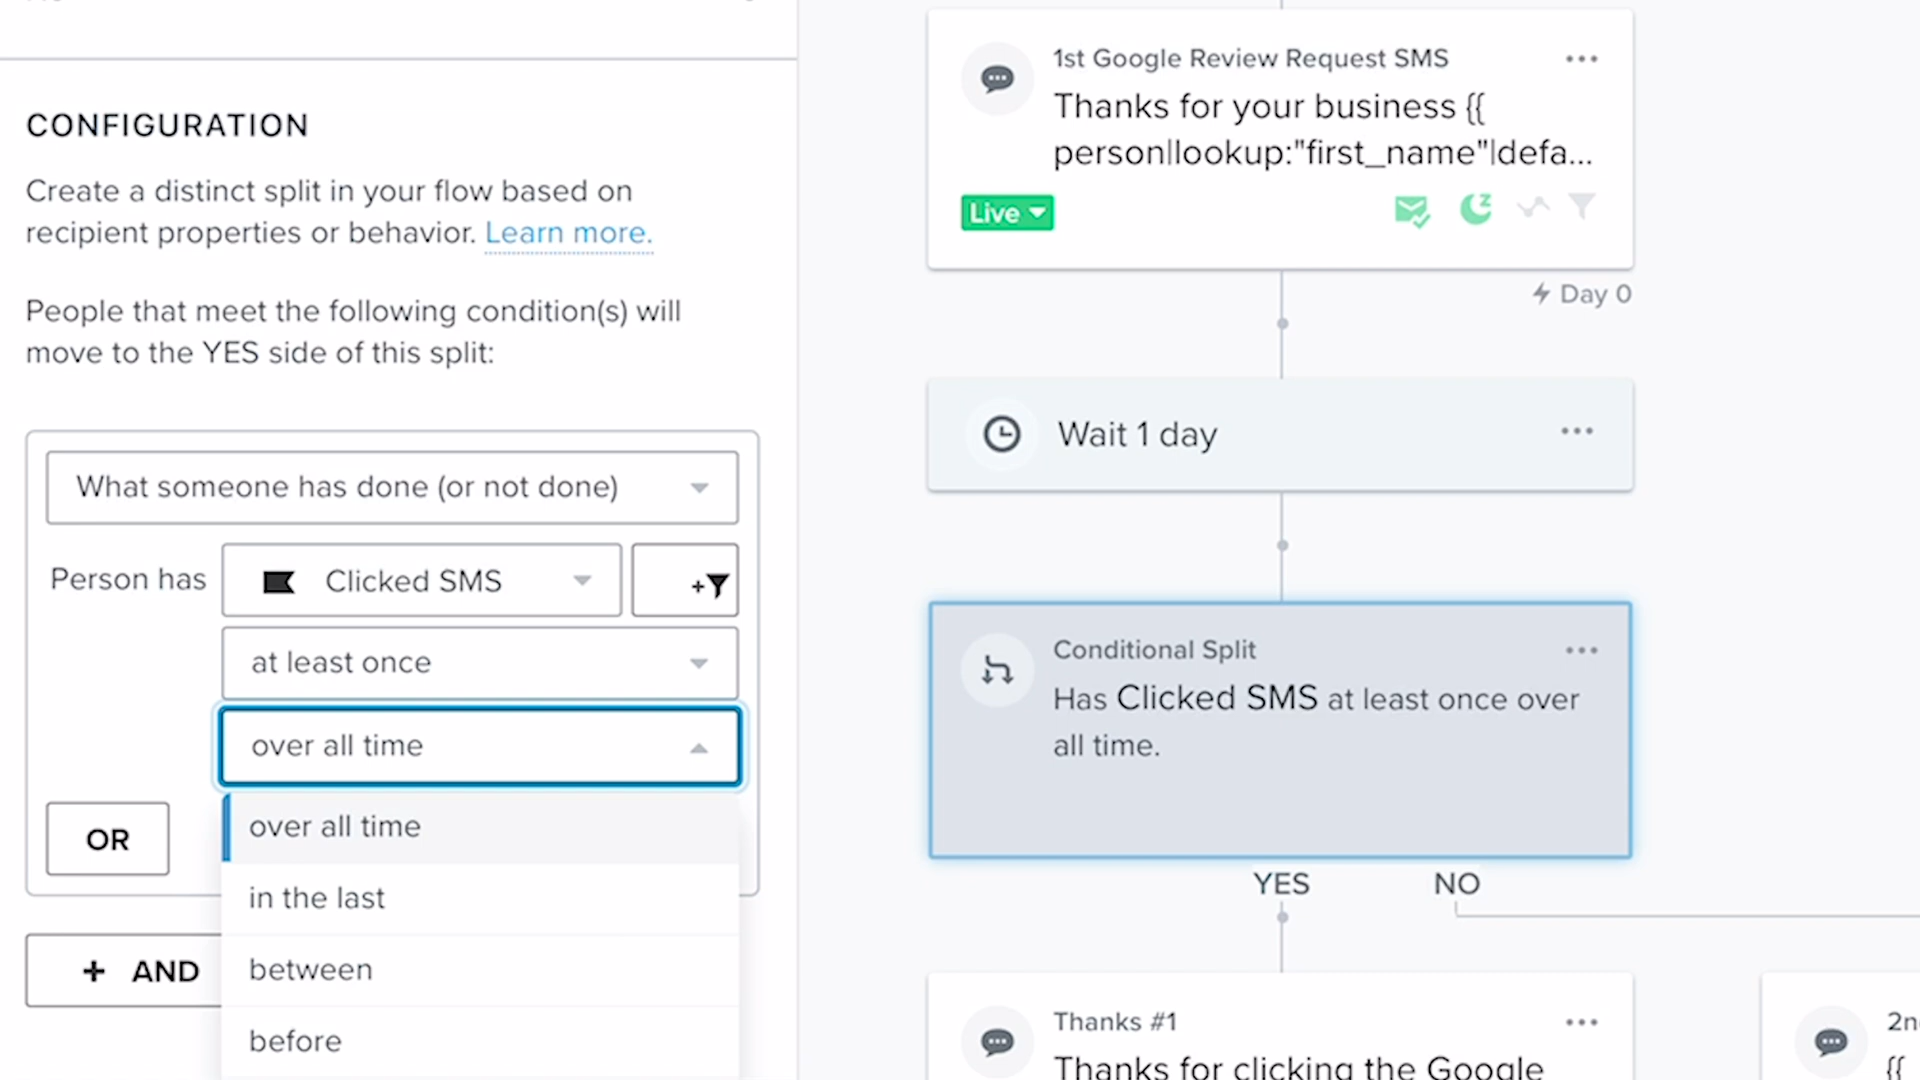 CONFIGURATION
Create a distinct split in your flow based on
recipient properties or behavior. Learn more.
People that meet the following condition(s) will
move to the YES side of this split:
What someone has done (or not done)
Person has
Clicked SMS
at least once
over all time
OR
over all time
in the last
+ AND
between
before
1st Google Review Request SMS
Thanks for your business {{
person|lookup:"first_name"|defa...
Live
Day 0
Wait 1 day
Conditional Split
Has Clicked SMS at least once over
all time.
YES
NO
Thanks #1
Thanks for clicking the Google
{{